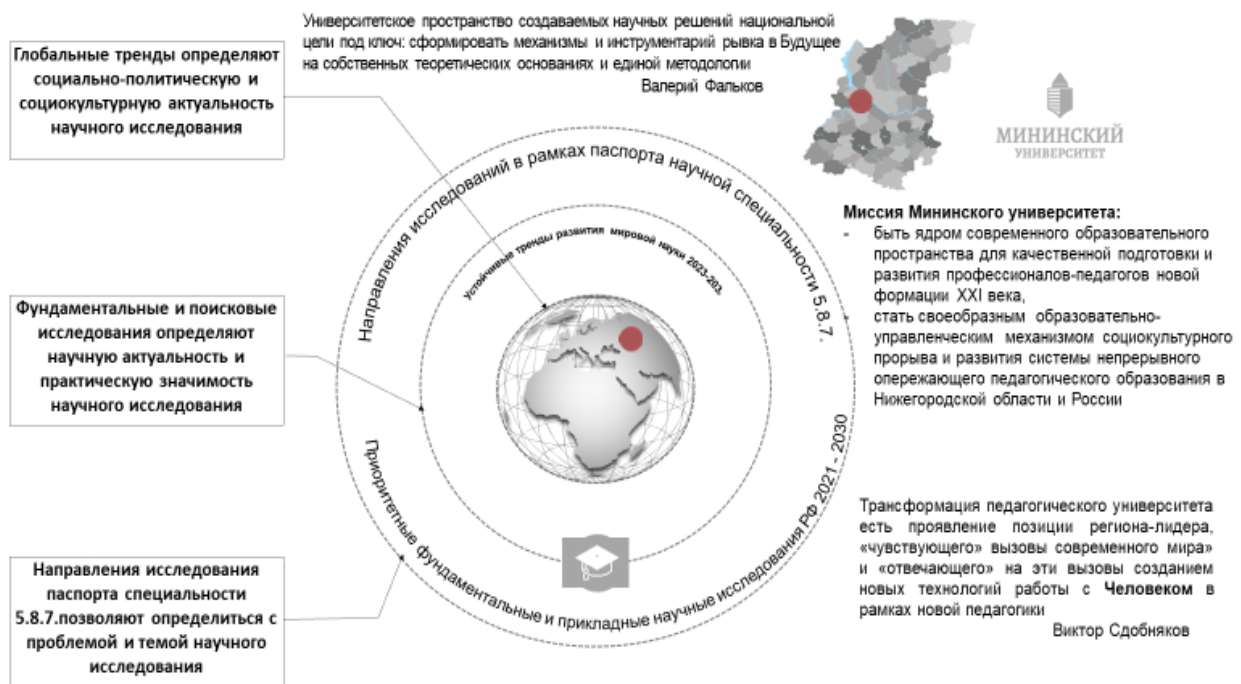 Университетское пространство создаваемых научных решений национальной
цели под ключ: сформировать механизмы и инструментарий рывка в Будущее
на собственных теоретических основаниях и единой методологии
Валерий Фальков
Глобальные тренды определяют
социально-политическую и
социокультурную актуальность
научного исследования
Фундаментальные и поисковые
исследования определяют
научную актуальность и
практическую значимость
научного исследования
Направления исследования
паспорта специальности
5.8.7.позволяют определиться с
проблемой и темой научного
исследования
Направления исследований в рамках паспорта научной специальности 5.8.7.
Устойчивые тренды развития мировой науки 2023-203.
Приоритетные фундаментальные и прикладные научные исследования РФ 2021 - 2030
МИНИНСКИЙ
УНИВЕРСИТЕТ
Миссия Мининского университета:
- быть ядром современного образовательного
пространства для качественной подготовки и
развития профессионалов-педагогов новой
формации XXI века,
- стать своеобразным образовательно-
управленческим механизмом социокультурного
прорыва и развития системы непрерывного
опережающего педагогического образования в
Нижегородской области и России
Трансформация педагогического университета
есть проявление позиции региона-лидера,
«чувствующего» вызовы современного мира»
и «отвечающего» на эти вызовы созданием
новых технологий работы с Человеком в
рамках новой педагогики
Виктор Сдобняков